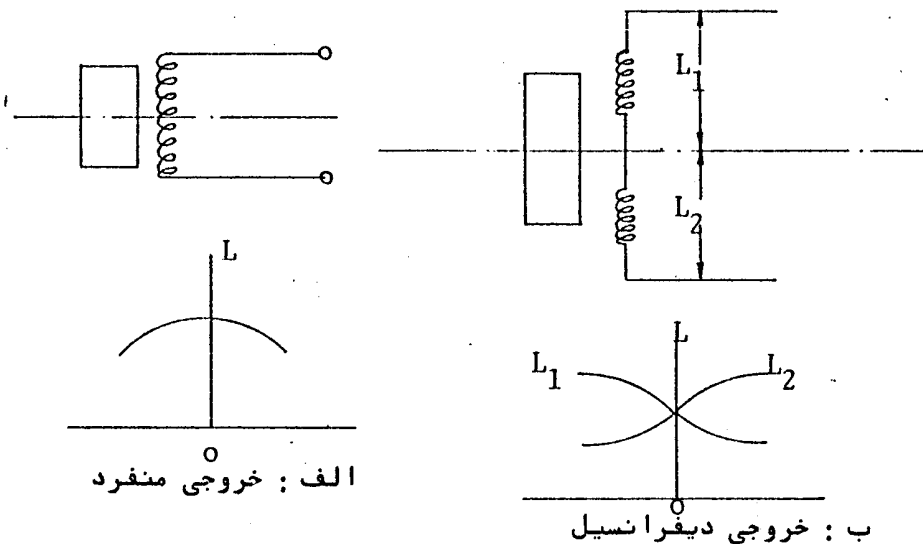 L₁
L₂
L
O
الف : خروجی منفرد
L
L₁
L₂
O
ب : خروجی دیفرانسیل